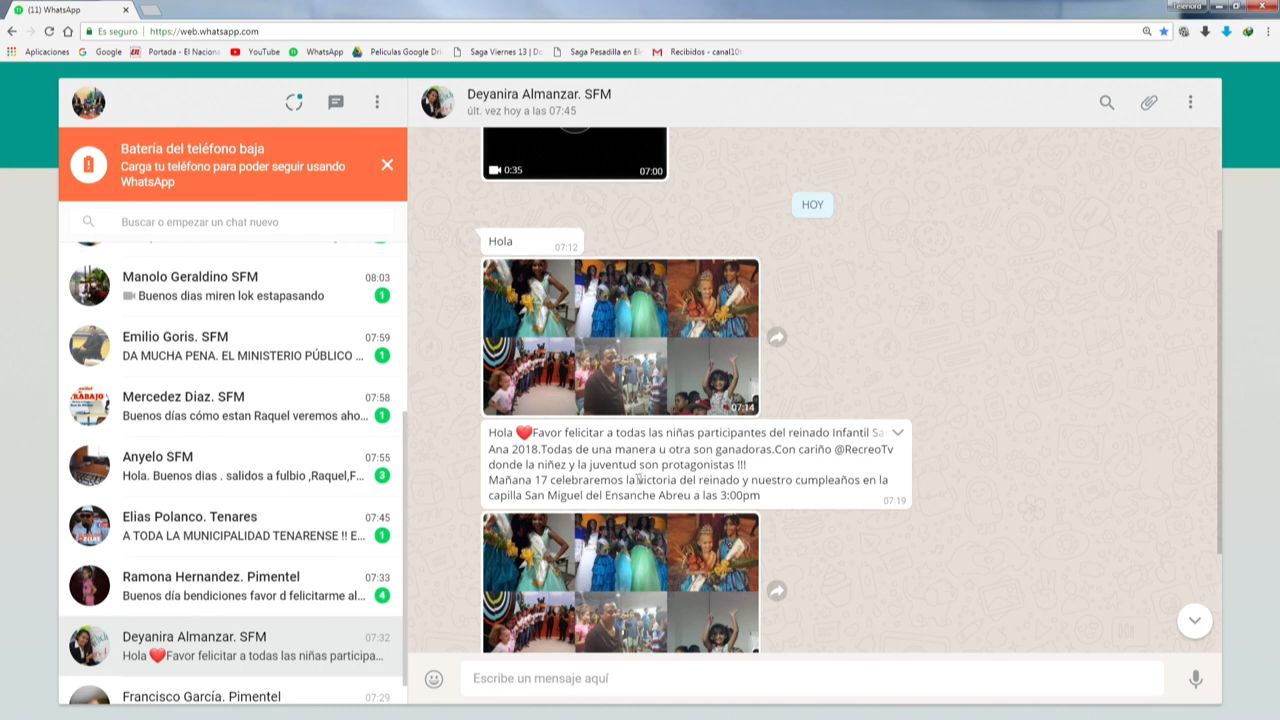 (11) WhatsApp
Telenord
Es seguro
https://web.whatsapp.com
Aplicaciones
Google
Portada - El Naciona
YouTube
WhatsApp
Peliculas Google Dri
Saga Viernes 13 | Do
Saga Pesadilla en El
Recibidos - canal10
Deyanira Almanzar. SFM
últ. vez hoy a las 07:45
Batería del teléfono baja
Carga tu teléfono para poder seguir usando
WhatsApp
Buscar o empezar un chat nuevo
Manolo Geraldino SFM
08:03
Buenos dias miren lok estapasando
1
Emilio Goris. SFM
07:59
DA MUCHA PENA. EL MINISTERIO PÚBLICO ...
1
Mercedez Diaz. SFM
07:58
Buenos días cómo estan Raquel veremos aho...
1
Anyelo SFM
07:55
Hola. Buenos dias . salidos a fulbio ,Raquel,F...
3
Elias Polanco. Tenares
07:45
A TODA LA MUNICIPALIDAD TENARENSE !! E...
1
Ramona Hernandez. Pimentel
07:33
Buenos día bendiciones favor d felicitarme al...
4
Deyanira Almanzar. SFM
07:32
Hola ❤Favor felicitar a todas las niñas participa...
Francisco García. Pimentel
07:29
0:35
07:00
HOY
Hola
07:12
07:14
Hola ❤Favor felicitar a todas las niñas participantes del reinado Infantil Sa
Ana 2018.Todas de una manera u otra son ganadoras.Con cariño @RecreoTv
donde la niñez y la juventud son protagonistas !!!
Mañana 17 celebraremos la victoria del reinado y nuestro cumpleaños en la
capilla San Miguel del Ensanche Abreu a las 3:00pm
07:19
Escribe un mensaje aquí